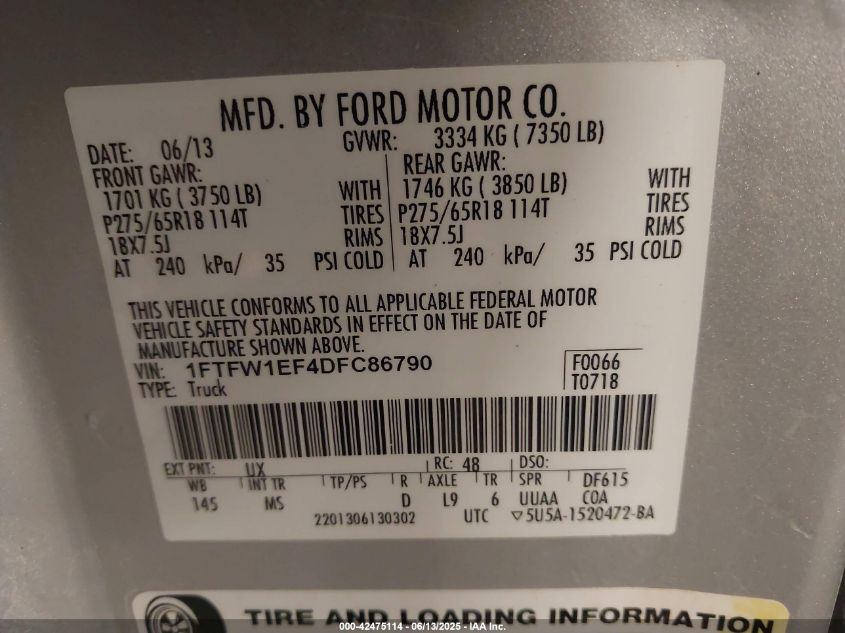 MFD. BY FORD MOTOR CO.
DATE: 06/13 GVWR: 3334 KG ( 7350 LB)
FRONT GAWR: REAR GAWR:
1701 KG ( 3750 LB) WITH 1746 KG ( 3850 LB) WITH
P275/65R18 114T TIRES P275/65R18 114T TIRES
18X7.5J RIMS 18X7.5J RIMS
AT 240 kPa/ 35 PSI COLD AT 240 kPa/ 35 PSI COLD
THIS VEHICLE CONFORMS TO ALL APPLICABLE FEDERAL MOTOR
VEHICLE SAFETY STANDARDS IN EFFECT ON THE DATE OF
MANUFACTURE SHOWN ABOVE.
VIN: 1FTFW1EF4DFC86790 F0066
TYPE: Truck T0718
EXT PNT: UX RC: 48 DSO:
WB INT TR TP/PS R AXLE TR SPR DF615
145 MS D L9 6 UUAA COA
2201306130302 UTC ▽5U5A-1520472-BA
TIRE AND LOADING INFORMATION
000-42475114 - 06/13/2025 - IAA Inc.